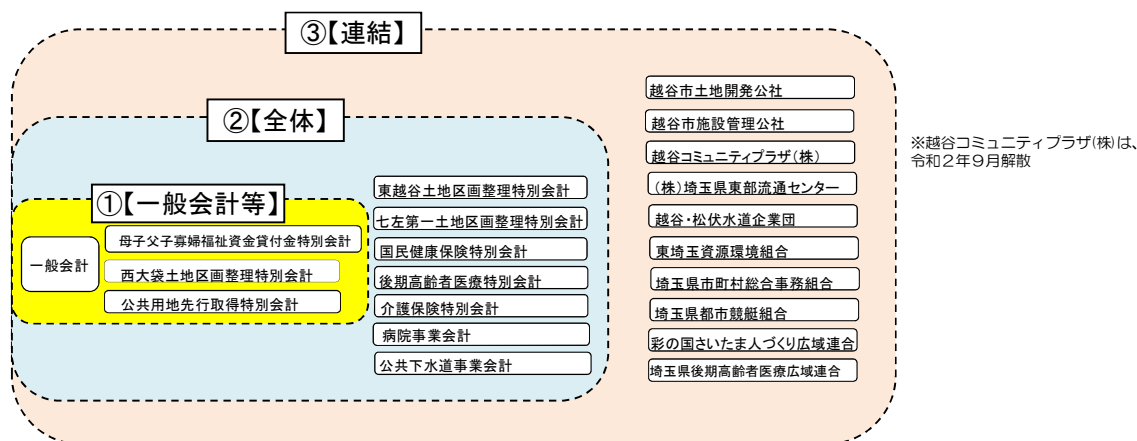 ③【連結】
②【全体】
①【一般会計等】
一般会計
母子父子寡婦福祉資金貸付金特別会計
西大袋土地区画整理特別会計
公共用地先行取得特別会計
東越谷土地区画整理特別会計
七左第一土地区画整理特別会計
国民健康保険特別会計
後期高齢者医療特別会計
介護保険特別会計
病院事業会計
公共下水道事業会計
越谷市土地開発公社
越谷市施設管理公社
越谷コミュニティプラザ(株)
(株)埼玉県東部流通センター
越谷・松伏水道企業団
東埼玉資源環境組合
埼玉県市町村総合事務組合
埼玉県都市競艇組合
彩の国さいたま人づくり広域連合
埼玉県後期高齢者医療広域連合
※越谷コミュニティプラザ(株)は、
令和2年9月解散